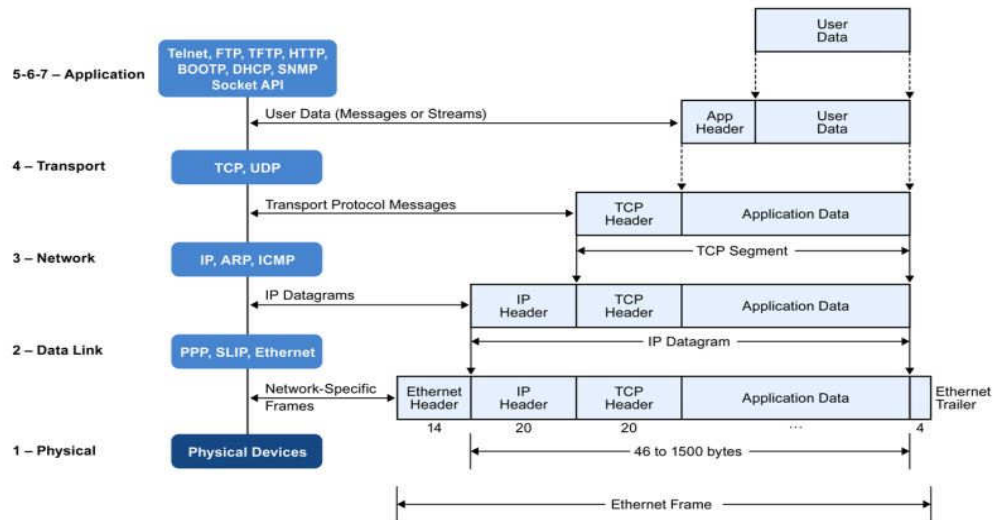 User
Data
Telnet, FTP, TFTP, HTTP,
BOOTP, DHCP, SNMP
Socket API
5-6-7 – Application
User Data (Messages or Streams)
App
Header
User
Data
4 – Transport
TCP, UDP
Transport Protocol Messages
TCP
Header
Application Data
TCP Segment
3 – Network
IP, ARP, ICMP
IP Datagrams
IP
Header
TCP
Header
Application Data
IP Datagram
2 – Data Link
PPP, SLIP, Ethernet
Network-Specific
Frames
Ethernet
Header
IP
Header
TCP
Header
Application Data
Ethernet
Trailer
14
20
20
...
4
1 – Physical
Physical Devices
46 to 1500 bytes
Ethernet Frame